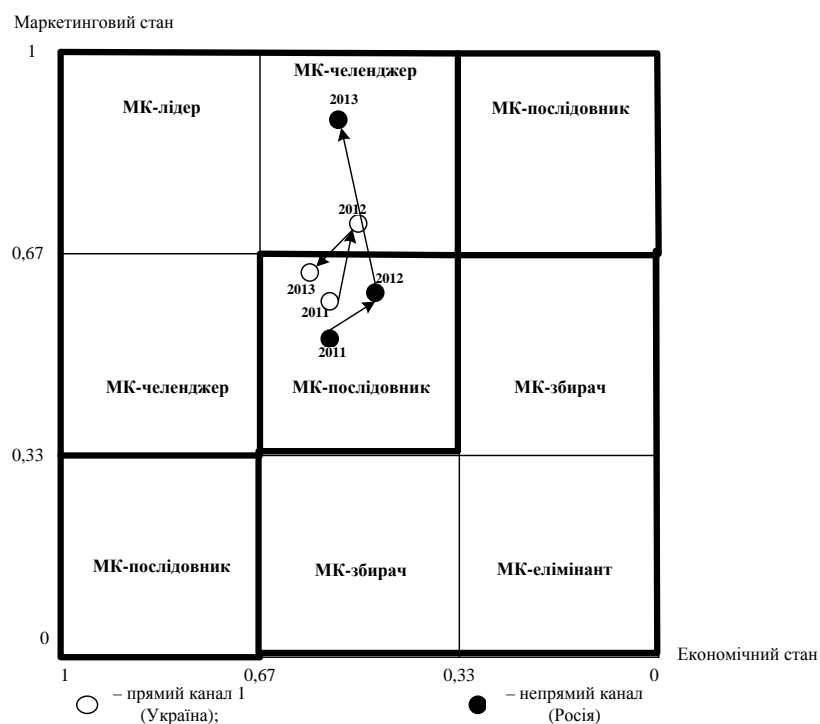 Маркетинговий стан
1
МК-лідер
МК-челенджер
МК-послідовник
2013
2012
0,67
2013
2011
2012
2011
МК-челенджер
МК-послідовник
МК-збирач
0,33
МК-послідовник
МК-збирач
МК-елімінант
0
Економічний стан
1
0,67
0,33
0
– прямий канал 1
(Україна);
– непрямий канал
(Росія)